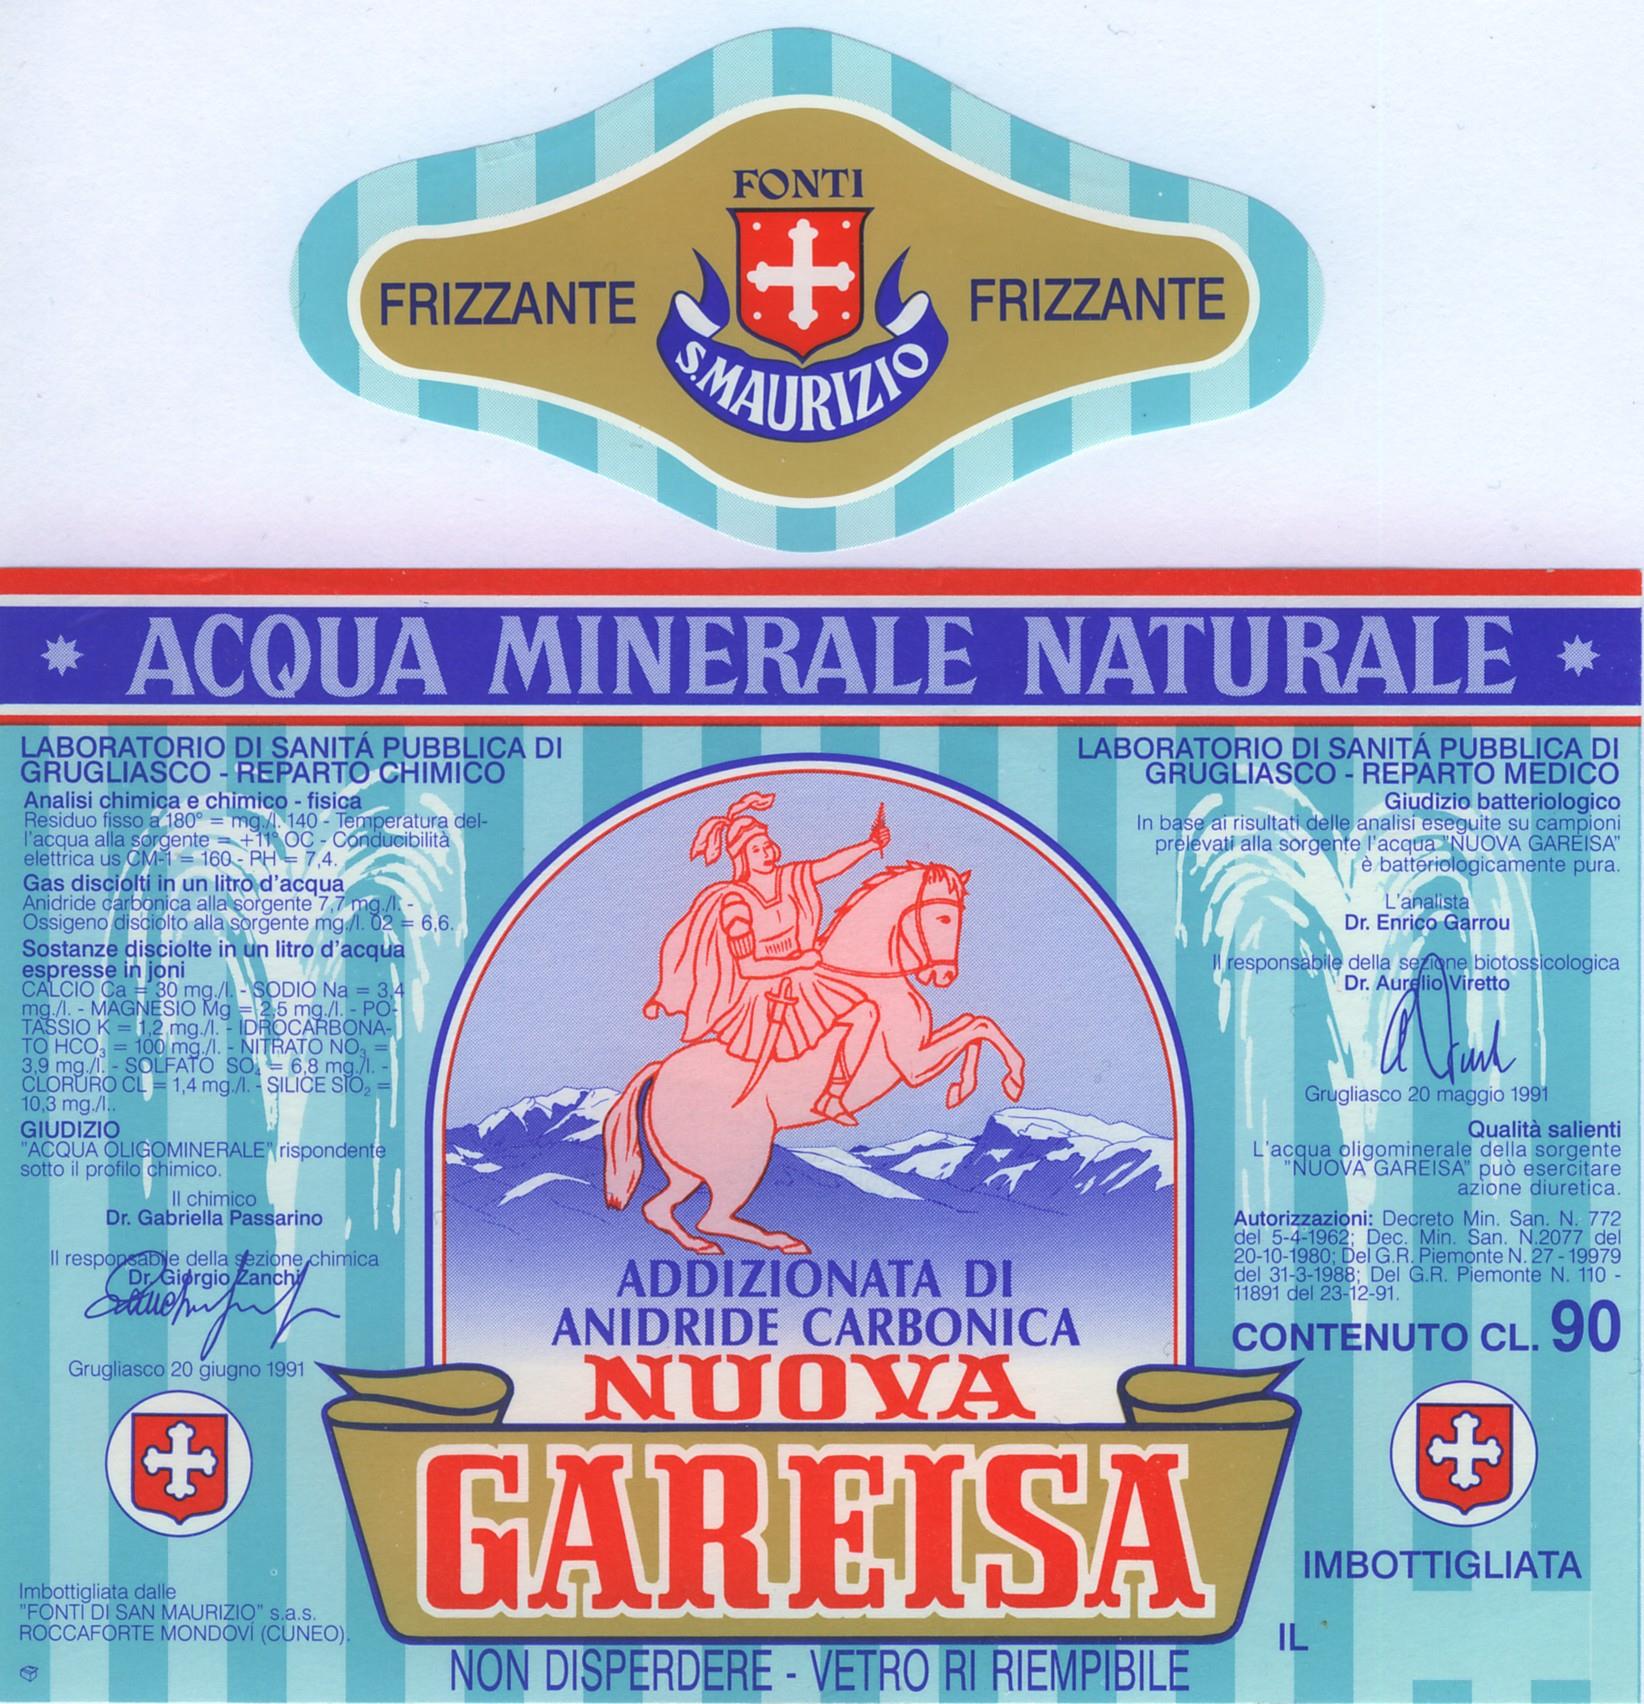 FONTI
FRIZZANTE
FRIZZANTE
S.MAURIZIO
ACQUA MINERALE NATURALE
LABORATORIO DI SANITÁ PUBBLICA DI
GRUGLIASCO - REPARTO CHIMICO
Analisi chimica e chimico - fisica
Residuo fisso a 180° = mg./l. 140 - Temperatura del-
l'acqua alla sorgente = +11° OC - Conducibilità
elettrica us CM-1 = 160 - PH = 7,4.
Gas disciolti in un litro d'acqua
Anidride carbonica alla sorgente 7,7 mg./l. -
Ossigeno disciolto alla sorgente mg./l. 02 = 6,6.
Sostanze disciolte in un litro d'acqua
espresse in joni
CALCIO Ca = 30 mg./l. - SODIO Na = 3,4
mg./l. - MAGNESIO Mg = 2,5 mg./l. - PO-
TASSIO K = 1,2 mg./l. - IDROCARBONA-
TO HCO3 = 100 mg./l. - NITRATO NO3 =
3,9 mg./l. - SOLFATO SO4 = 6,8 mg./l. -
CLORURO CL = 1,4 mg./l. - SILICE SIO2 =
10,3 mg./l..
GIUDIZIO
"ACQUA OLIGOMINERALE" rispondente
sotto il profilo chimico.
Il chimico
Dr. Gabriella Passarino
Il responsabile della sezione chimica
Dr. Giorgio Zanchi
Grugliasco 20 giugno 1991
Imbottigliata dalle
"FONTI DI SAN MAURIZIO" s.a.s.
ROCCAFORTE MONDOVÍ (CUNEO).
ADDIZIONATA DI
ANIDRIDE CARBONICA
NUOVA
GAREISA
NON DISPERDERE - VETRO RI RIEMPIBILE
LABORATORIO DI SANITÁ PUBBLICA DI
GRUGLIASCO - REPARTO MEDICO
Giudizio batteriologico
In base ai risultati delle analisi eseguite su campioni
prelevati alla sorgente l'acqua "NUOVA GAREISA"
è batteriologicamente pura.
L'analista
Dr. Enrico Garrou
Il responsabile della sezione biotossicologica
Dr. Aurelio Viretto
Grugliasco 20 maggio 1991
Qualità salienti
L'acqua oligominerale della sorgente
"NUOVA GAREISA" può esercitare
azione diuretica.
Autorizzazioni: Decreto Min. San. N. 772
del 5-4-1962; Dec. Min. San. N.2077 del
20-10-1980; Del G.R. Piemonte N. 27 - 19979
del 31-3-1988; Del G.R. Piemonte N. 110 -
11891 del 23-12-91.
CONTENUTO CL. 90
IMBOTTIGLIATA
IL